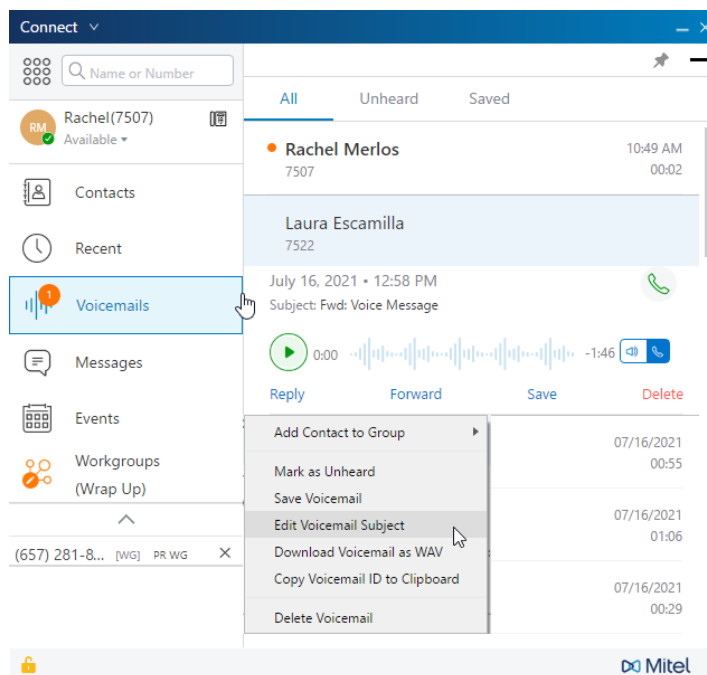 Connect
Name or Number
RM
Rachel(7507)
Available
Contacts
Recent
1
Voicemails
Messages
Events
Workgroups
(Wrap Up)
(657) 281-8... [WG] PR WG X
All Unheard Saved
Rachel Merlos 10:49 AM
7507 00:02
Laura Escamilla
7522
July 16, 2021 • 12:58 PM
Subject: Fwd: Voice Message
0:00 -1:46
Reply Forward Save Delete
Add Contact to Group
Mark as Unheard
Save Voicemail
Edit Voicemail Subject
Download Voicemail as WAV
Copy Voicemail ID to Clipboard
Delete Voicemail
07/16/2021
00:55
07/16/2021
01:06
07/16/2021
00:29
Mitel